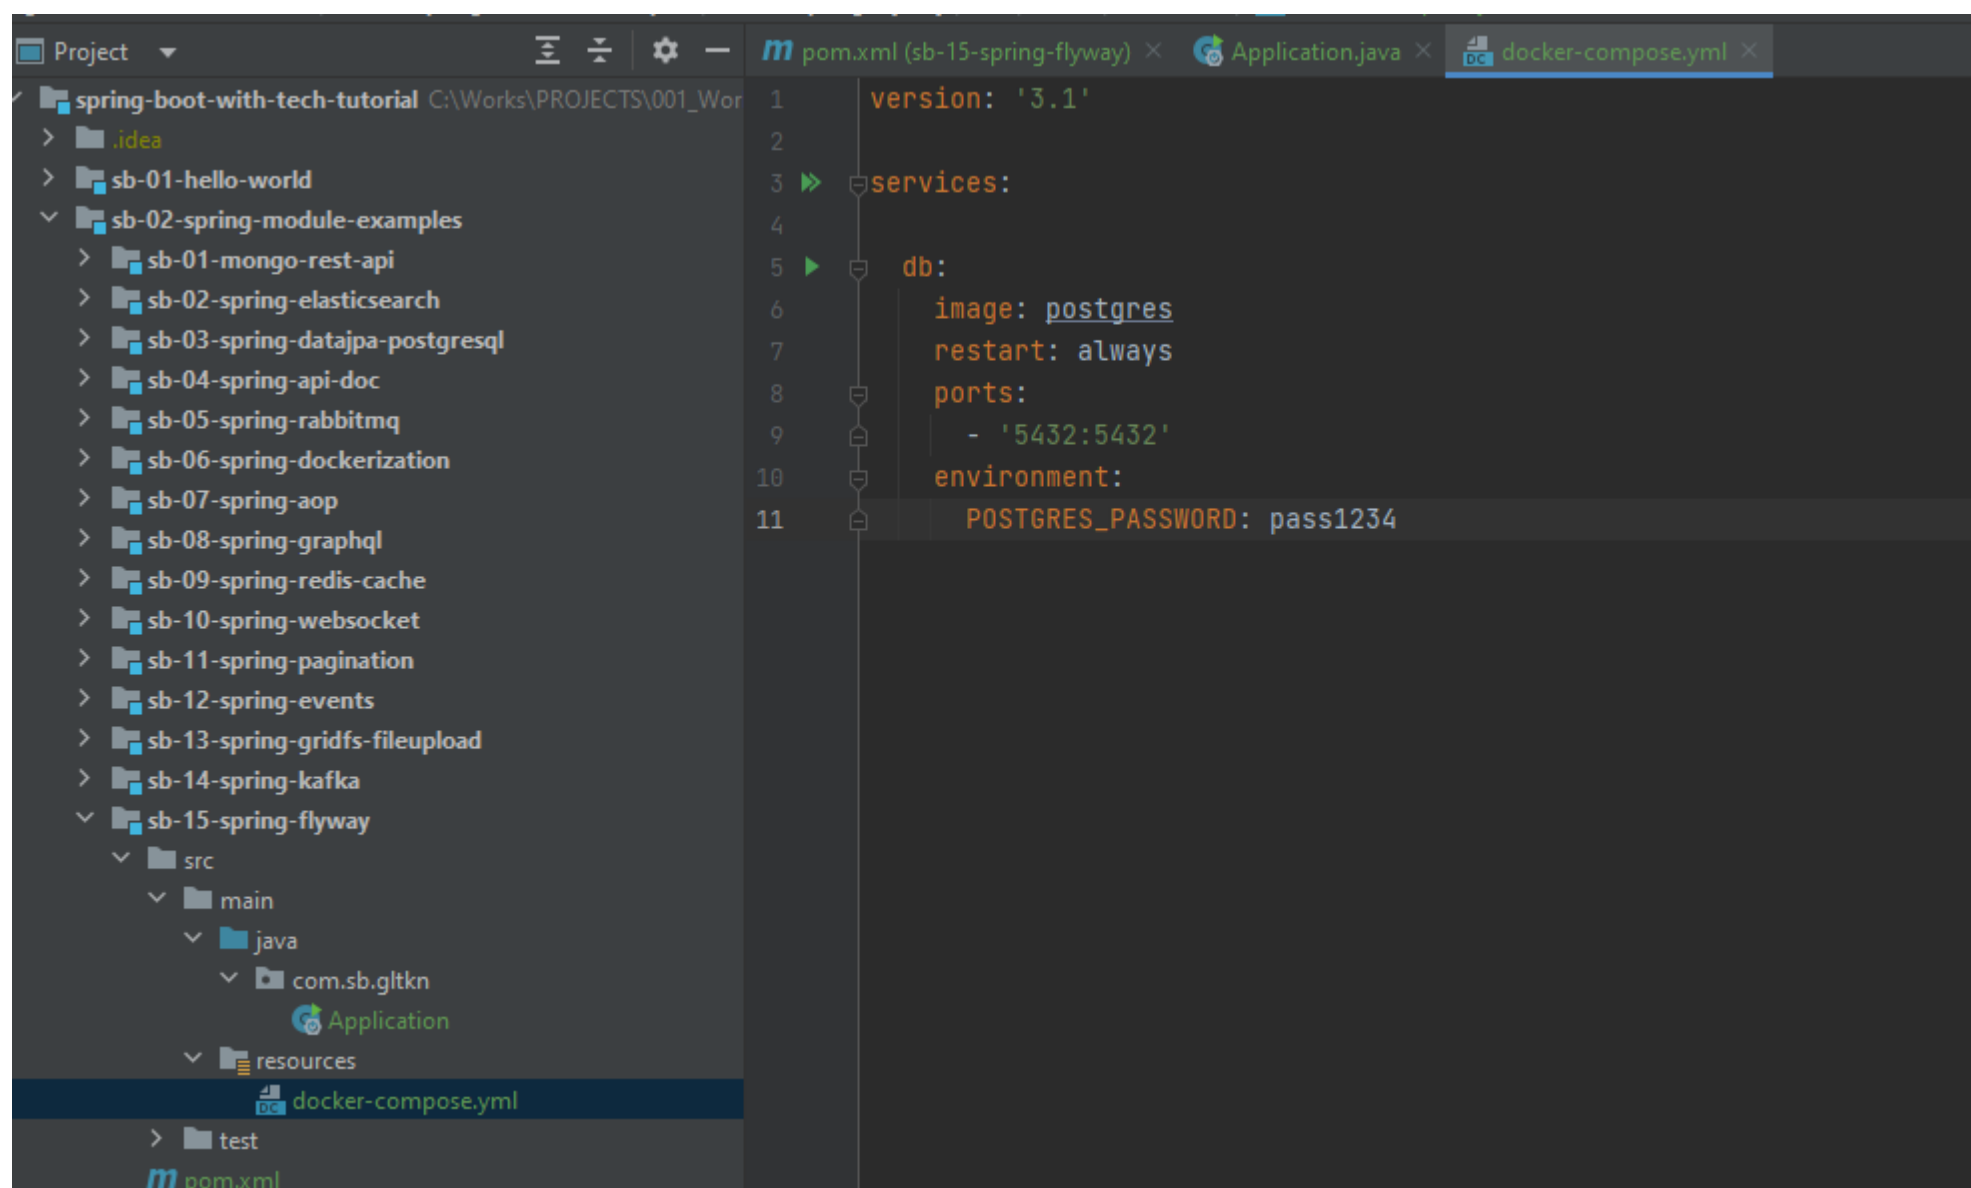 Project
pom.xml (sb-15-spring-flyway)
Application.java
docker-compose.yml
spring-boot-with-tech-tutorial C:\Works\PROJECTS\001_Wor
.idea
sb-01-hello-world
sb-02-spring-module-examples
sb-01-mongo-rest-api
sb-02-spring-elasticsearch
sb-03-spring-datajpa-postgresql
sb-04-spring-api-doc
sb-05-spring-rabbitmq
sb-06-spring-dockerization
sb-07-spring-aop
sb-08-spring-graphql
sb-09-spring-redis-cache
sb-10-spring-websocket
sb-11-spring-pagination
sb-12-spring-events
sb-13-spring-gridfs-fileupload
sb-14-spring-kafka
sb-15-spring-flyway
src
main
java
com.sb.gltkn
Application
resources
docker-compose.yml
test
pom.xml
1 version: '3.1'
2
3 services:
4
5 db:
6 image: postgres
7 restart: always
8 ports:
9 - '5432:5432'
10 environment:
11 POSTGRES_PASSWORD: pass1234